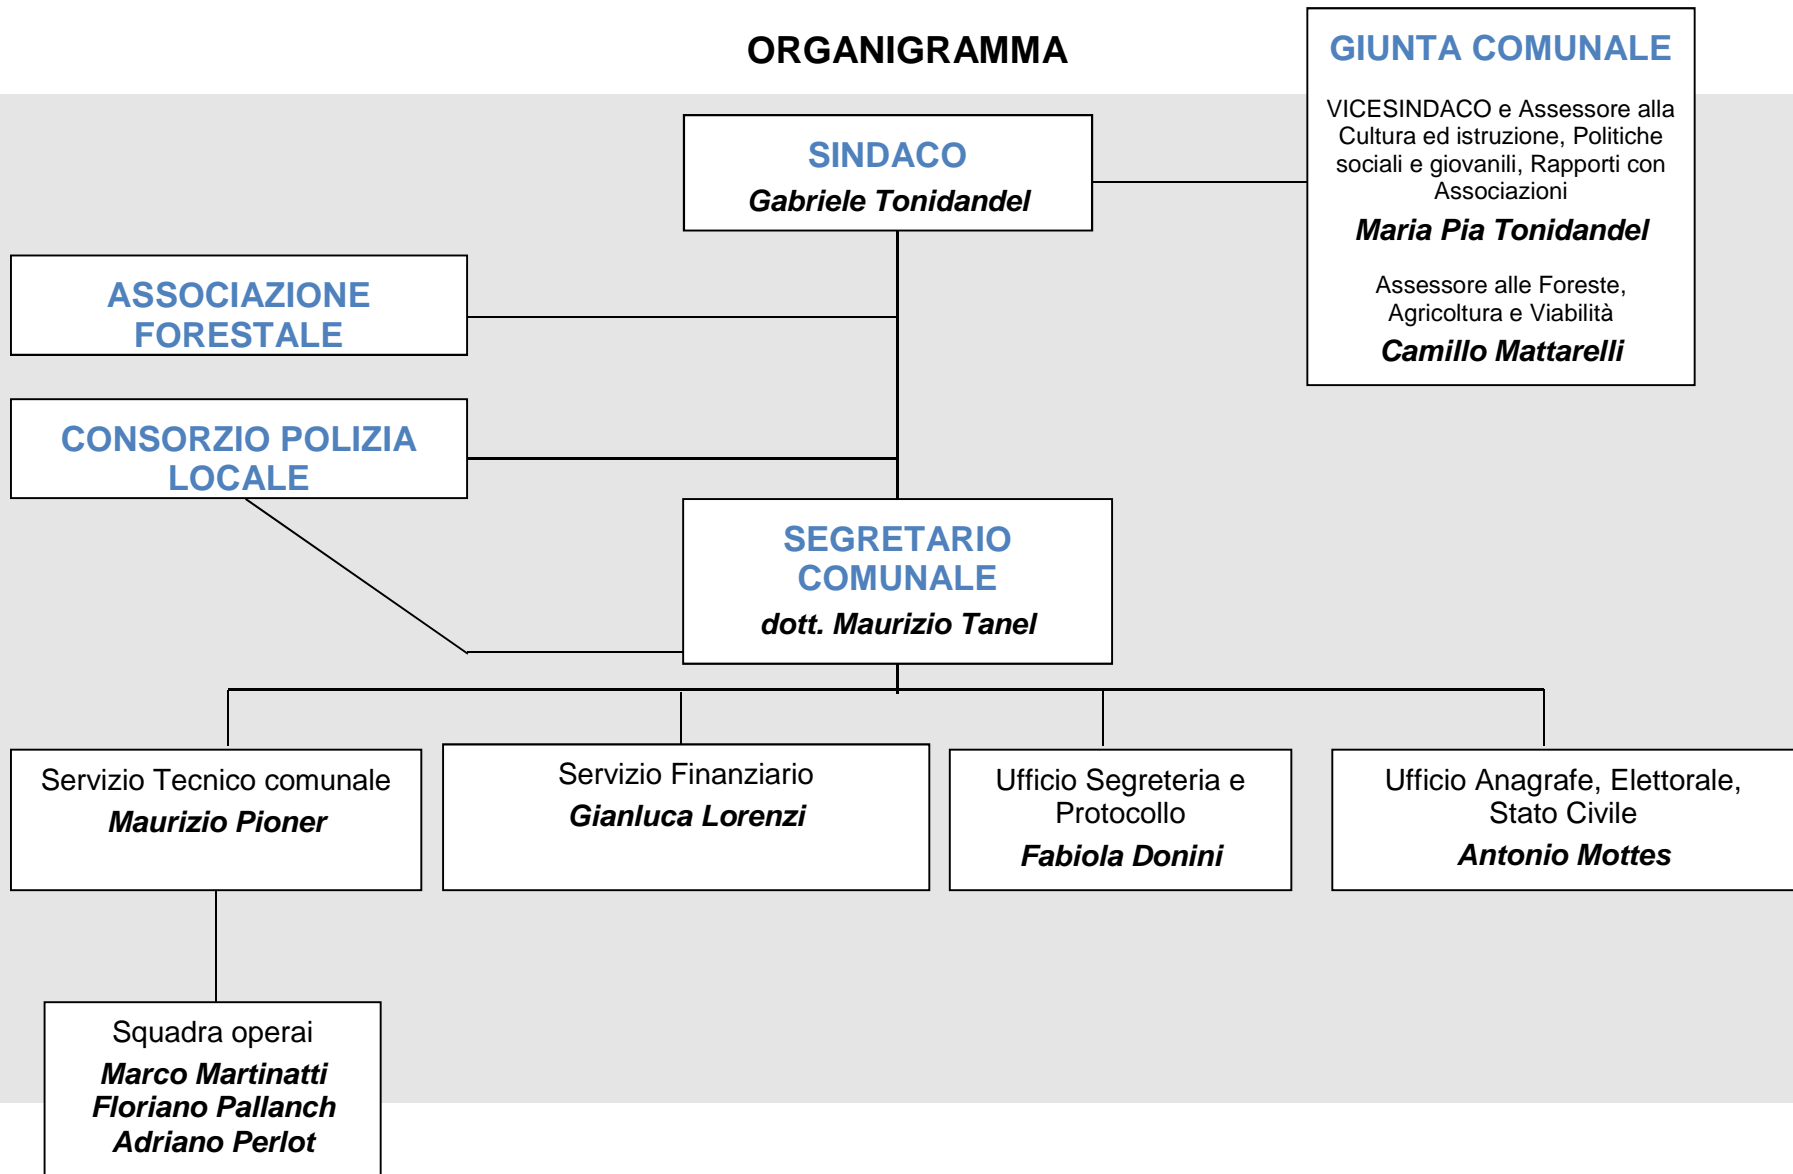 ORGANIGRAMMA
GIUNTA COMUNALE
VICESINDACO e Assessore alla
Cultura ed istruzione, Politiche
sociali e giovanili, Rapporti con
Associazioni
Maria Pia Tonidandel
Assessore alle Foreste,
Agricoltura e Viabilità
Camillo Mattarelli
SINDACO
Gabriele Tonidandel
ASSOCIAZIONE
FORESTALE
CONSORZIO POLIZIA
LOCALE
SEGRETARIO
COMUNALE
dott. Maurizio Tanel
Servizio Tecnico comunale
Maurizio Pioner
Servizio Finanziario
Gianluca Lorenzi
Ufficio Segreteria e
Protocollo
Fabiola Donini
Ufficio Anagrafe, Elettorale,
Stato Civile
Antonio Mottes
Squadra operai
Marco Martinatti
Floriano Pallanch
Adriano Perlot